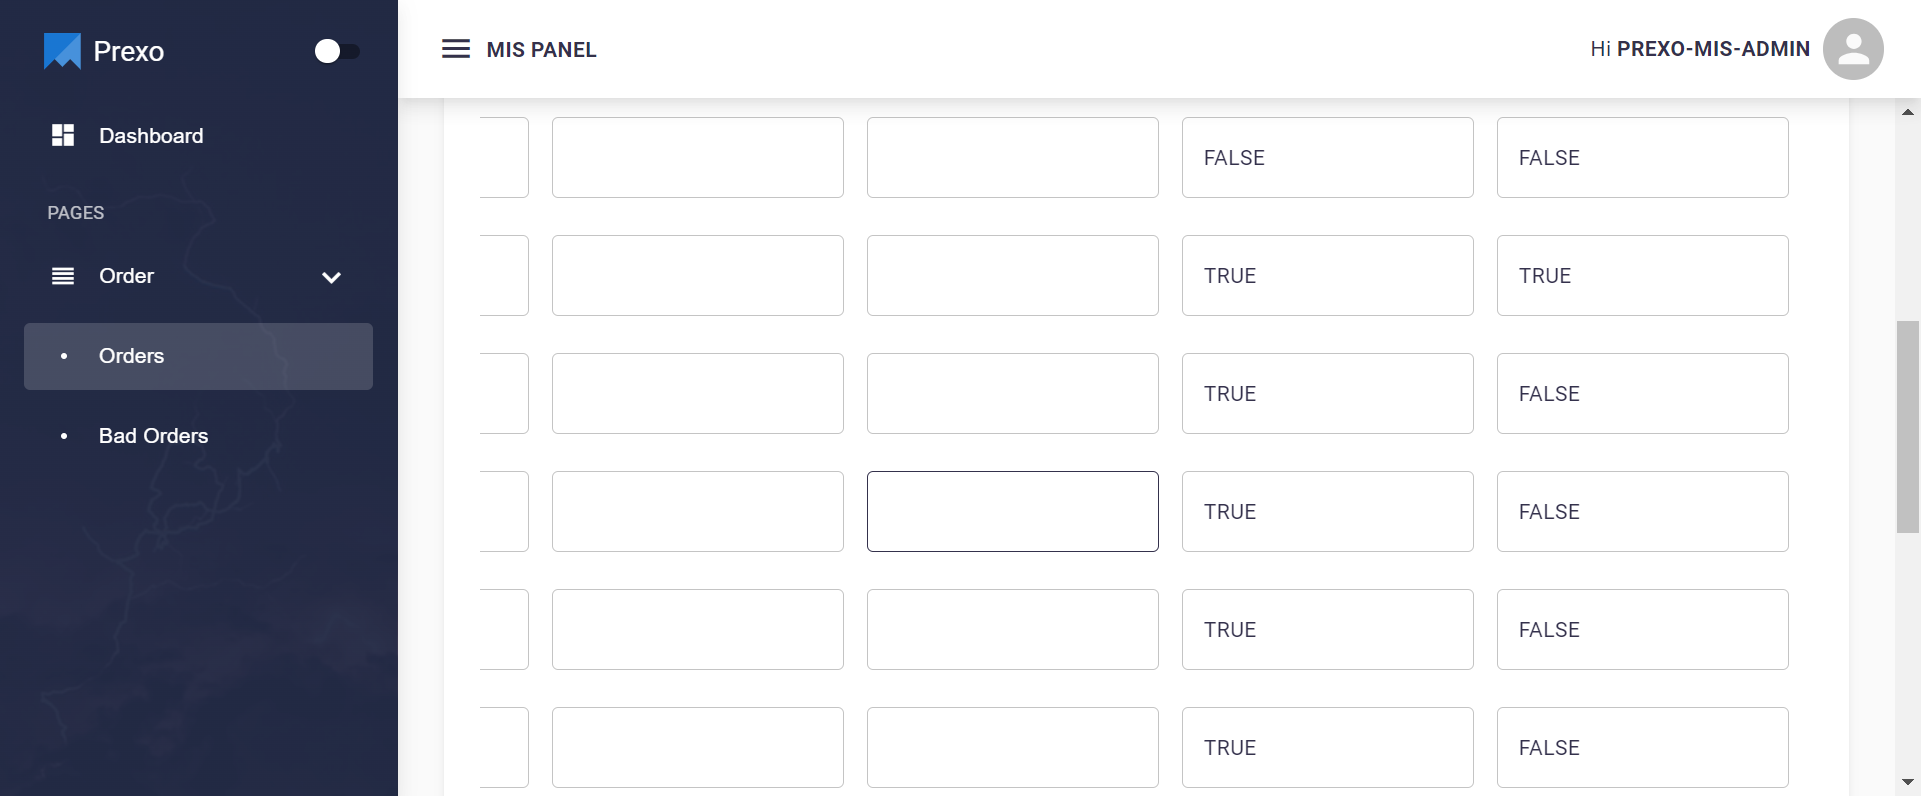 Prexo
MIS PANEL
Hi PREXO-MIS-ADMIN
Dashboard
PAGES
Order
Orders
Bad Orders
FALSE FALSE
TRUE TRUE
TRUE FALSE
TRUE FALSE
TRUE FALSE
TRUE FALSE